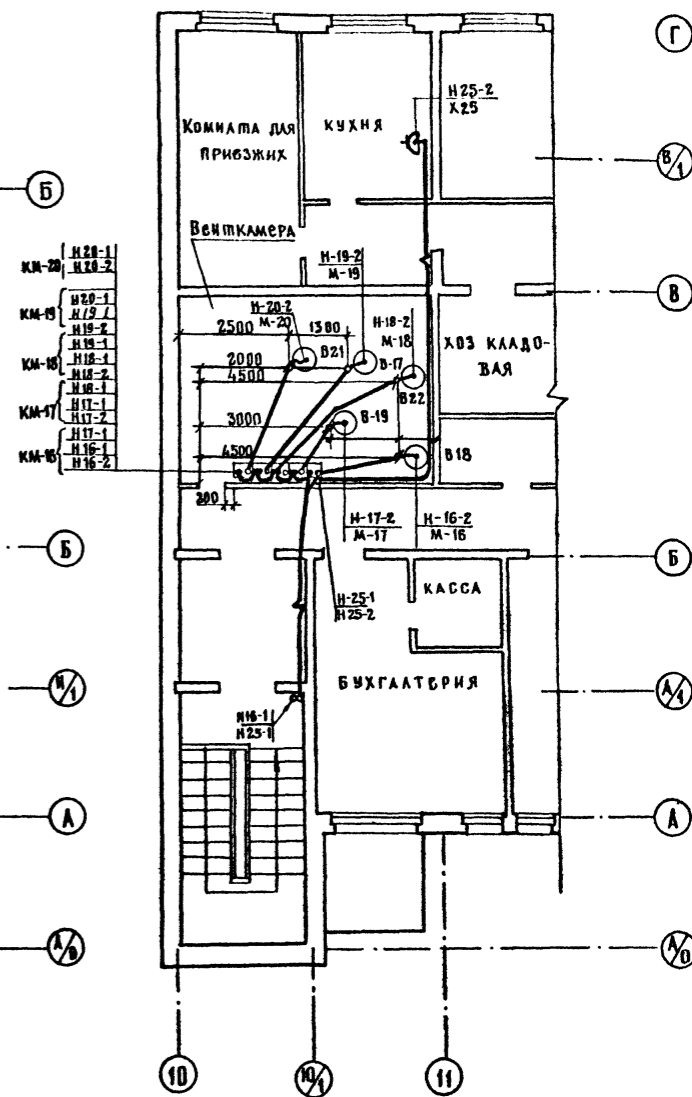 Г
Н25-2
Х25
КОМНАТА ДЛЯ
ПРИЕЗЖИХ
КУХНЯ
В/1
Б
ВЕНТКАМЕРА
КМ-20
Н20-1
Н20-2
КМ-19
Н20-1
Н19-1
Н19-2
КМ-18
Н19-1
Н18-1
Н18-2
КМ-17
Н18-1
Н17-1
Н17-2
КМ-16
Н17-1
Н16-1
Н16-2
Н-19-2
М-19
Н-20-2
М-20
Н-18-2
М-18
В
2500
1380
В21
В-17
2000
4500
В22
ХОЗ КЛАДО-
ВАЯ
3000
В-19
4500
В18
200
Н-17-2
М-17
Н-16-2
М-16
Б
Б
Н-25-1
Н25-2
КАССА
И/1
БУХГАЛТЕРИЯ
А/1
Н16-1
Н25-1
А
А
А/0
А/0
10
10/1
11